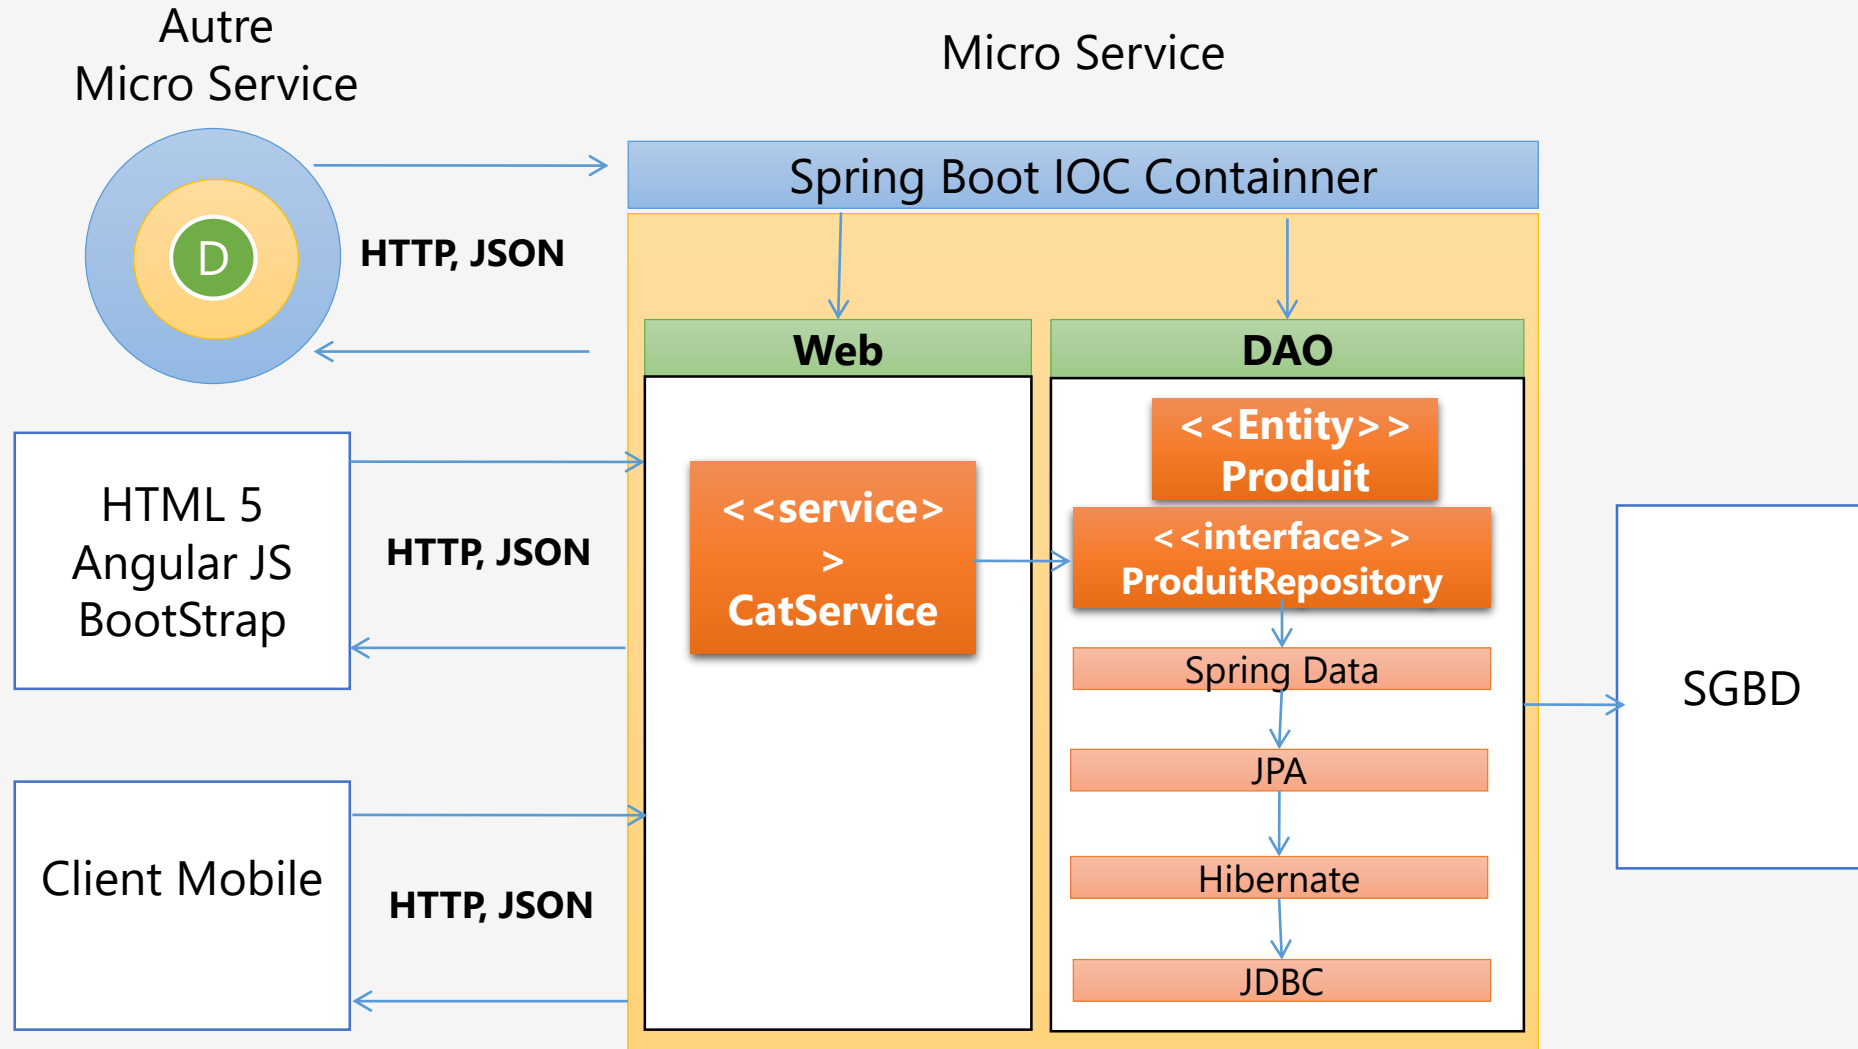 Autre
Micro Service
Micro Service
Spring Boot IOC Containner
D
HTTP, JSON
Web
DAO
<<Entity>>
Produit
HTML 5
Angular JS
BootStrap
HTTP, JSON
<<service>
>
CatService
<<interface>>
ProduitRepository
Spring Data
JPA
Hibernate
JDBC
SGBD
Client Mobile
HTTP, JSON